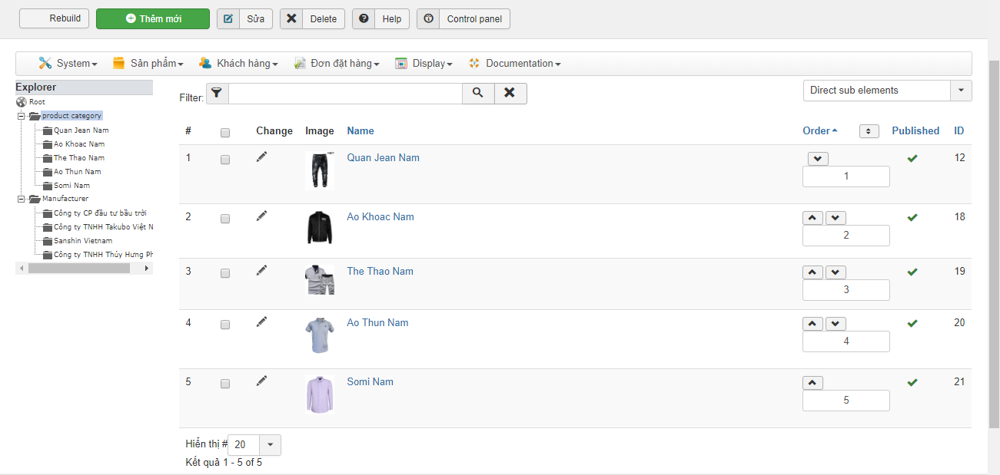 Rebuild Thêm mới Sửa Delete Help Control panel
System Sản phẩm Khách hàng Đơn đặt hàng Display Documentation
Explorer
Root
product category
Quan Jean Nam
Ao Khoac Nam
The Thao Nam
Ao Thun Nam
Somi Nam
Manufacturer
Công ty CP đầu tư bầu trời
Công ty TNHH Takubo Việt N
Sanshin Vietnam
Công ty TNHH Thủy Hưng Ph
Filter: Direct sub elements
# Change Image Name Order Published ID
1 Quan Jean Nam 1 12
2 Ao Khoac Nam 2 18
3 The Thao Nam 3 19
4 Ao Thun Nam 4 20
5 Somi Nam 5 21
Hiển thị # 20
Kết quả 1 - 5 of 5